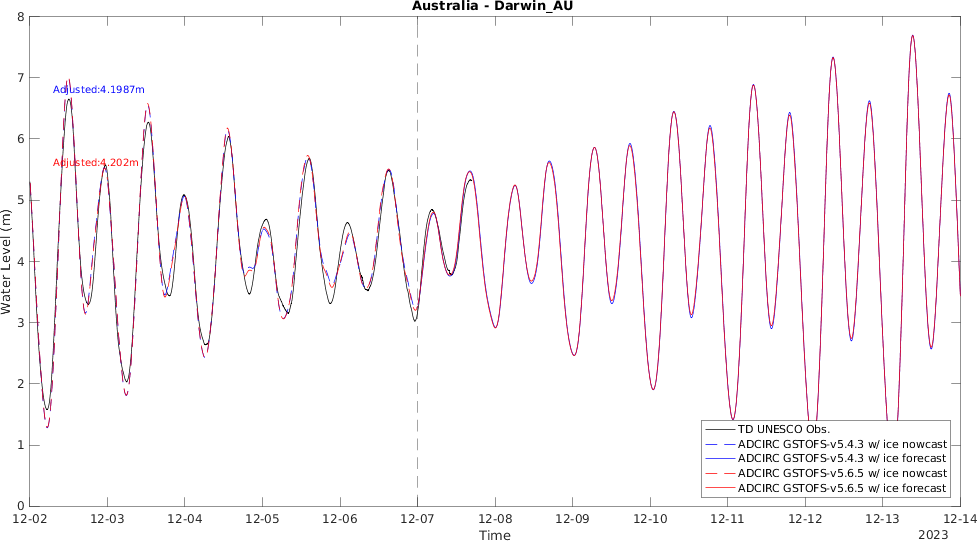 Australia - Darwin_AU
8
7
6
5
4
3
2
1
0
Water Level (m)
Adjusted:4.1987m
Adjusted:4.202m
TD UNESCO Obs.
ADCIRC GSTOFS-v5.4.3 w/ ice nowcast
ADCIRC GSTOFS-v5.4.3 w/ ice forecast
ADCIRC GSTOFS-v5.6.5 w/ ice nowcast
ADCIRC GSTOFS-v5.6.5 w/ ice forecast
12-02 12-03 12-04 12-05 12-06 12-07 12-08 12-09 12-10 12-11 12-12 12-13 12-14
Time
2023